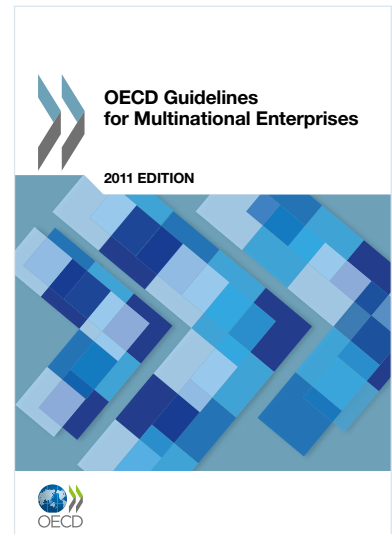 OECD Guidelines
for Multinational Enterprises
2011 EDITION
OECD